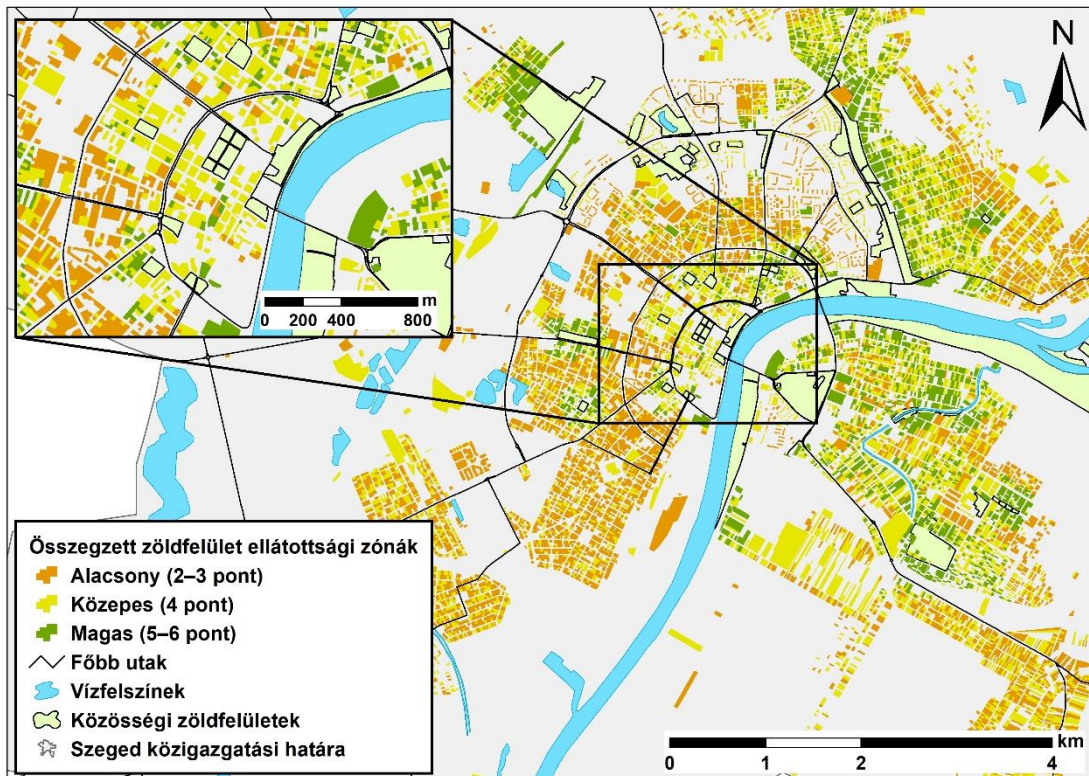 N
m
0 200 400 800
Összegzett zöldfelület ellátottsági zónák
Alacsony (2–3 pont)
Közepes (4 pont)
Magas (5–6 pont)
Főbb utak
Vízfelszínek
Közösségi zöldfelületek
Szeged közigazgatási határa
km
0 1 2 4